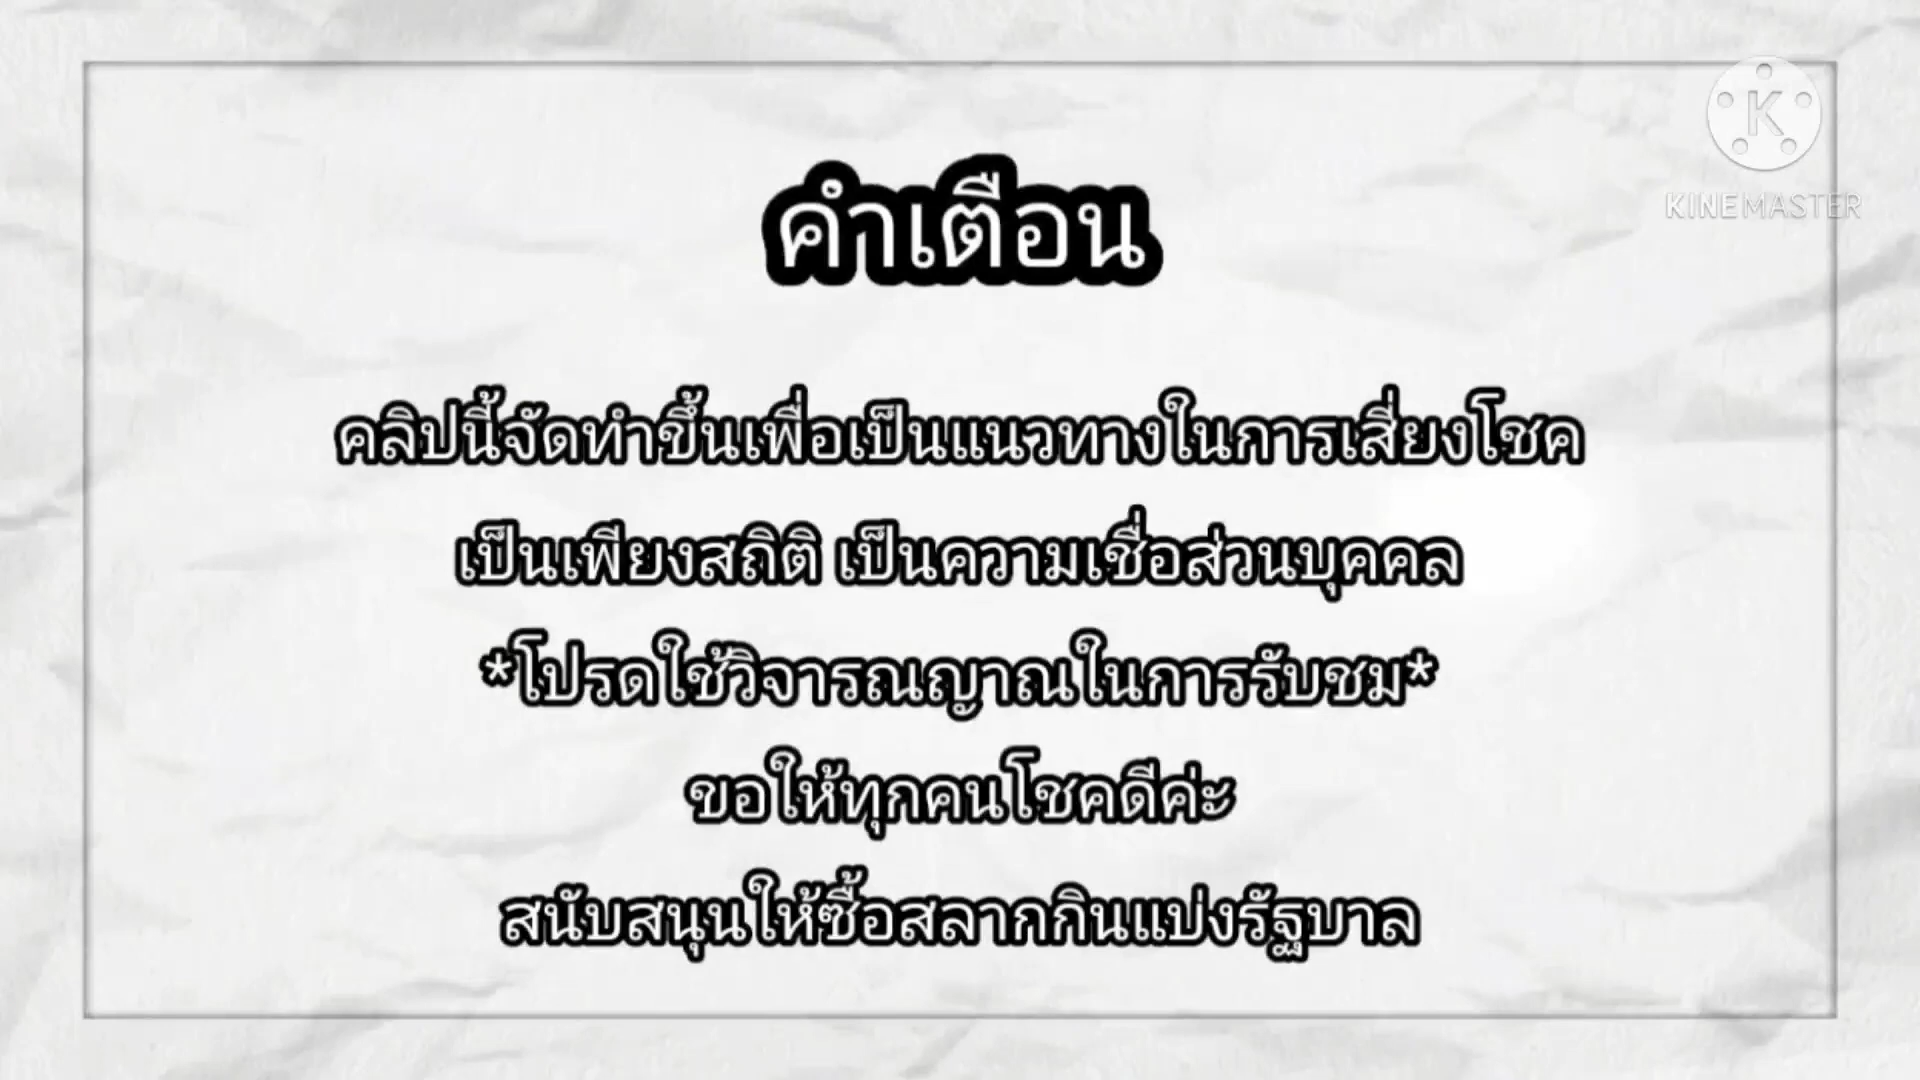 คำเตือน
KINEMASTER
คลิปนี้จัดทำขึ้นเพื่อเป็นแนวทางในการเสี่ยงโชค
เป็นเพียงสถิติ เป็นความเชื่อส่วนบุคคล
*โปรดใช้วิจารณญาณในการรับชม*
ขอให้ทุกคนโชคดีค่ะ
สนับสนุนให้ซื้อสลากกินแบ่งรัฐบาล